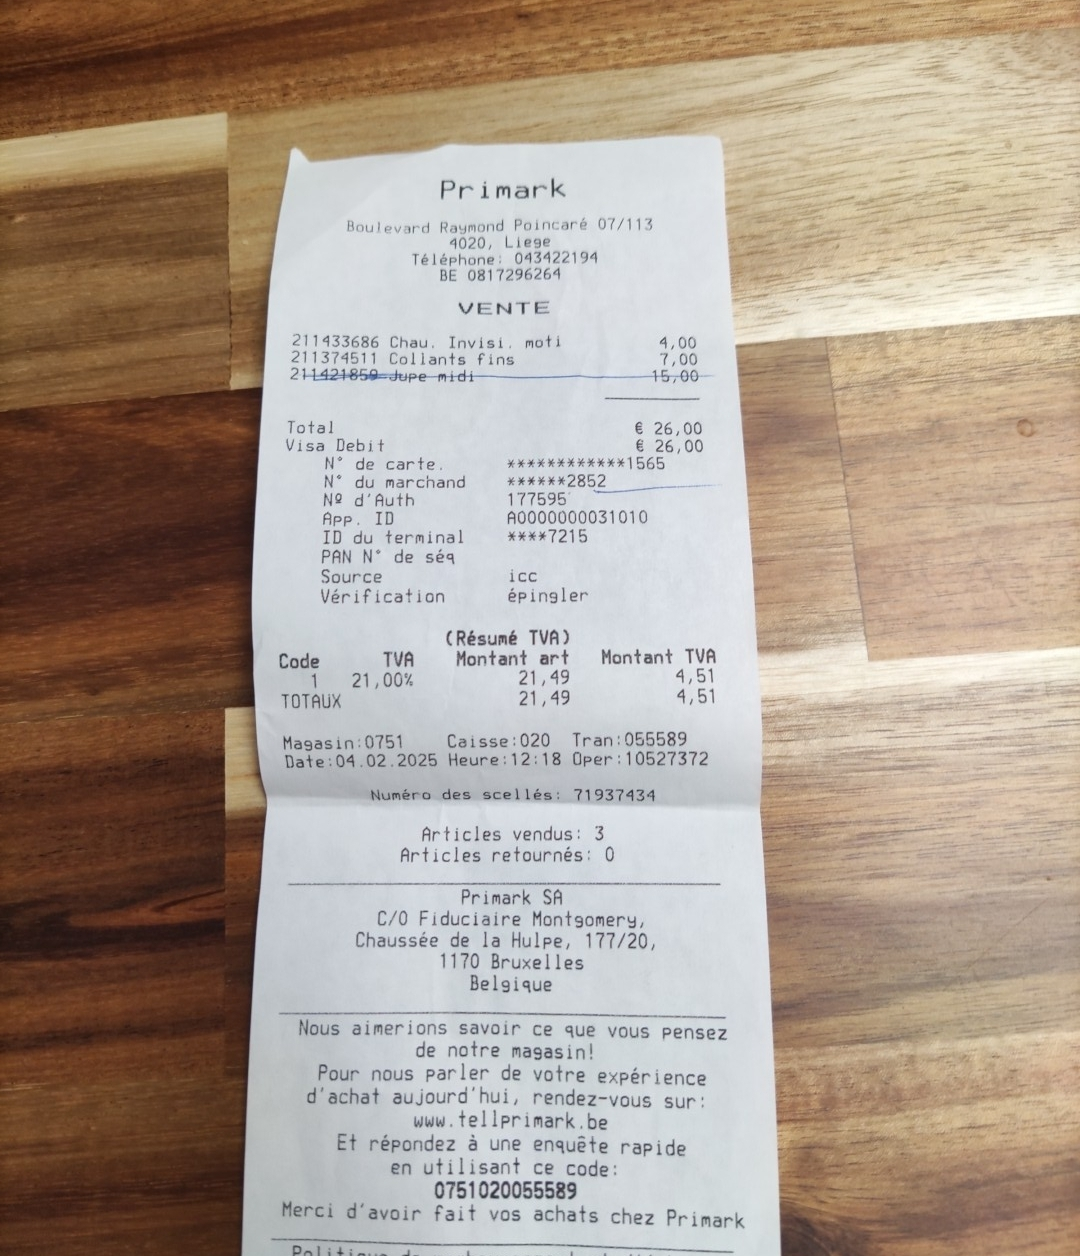 Primark
Boulevard Raymond Poincaré 07/113
4020, Liege
Téléphone: 043422194
BE 0817296264
VENTE
211433686 Chau. Invisi. moti 4,00
211374511 Collants fins 7,00
211421859 Jupe midi 15,00
Total € 26,00
Visa Debit € 26,00
N° de carte. ************1565
N° du marchand ******2852
Nº d'Auth 177595
App. ID A0000000031010
ID du terminal ****7215
PAN N° de séq
Source icc
Vérification épingler
(Résumé TVA)
Code TVA Montant art Montant TVA
1 21,00% 21,49 4,51
TOTAUX 21,49 4,51
Magasin:0751 Caisse:020 Tran:055589
Date:04.02.2025 Heure:12:18 Oper:10527372
Numéro des scellés: 71937434
Articles vendus: 3
Articles retournés: 0
Primark SA
C/O Fiduciaire Montgomery,
Chaussée de la Hulpe, 177/20,
1170 Bruxelles
Belgique
Nous aimerions savoir ce que vous pensez
de notre magasin!
Pour nous parler de votre expérience
d'achat aujourd'hui, rendez-vous sur:
www.tellprimark.be
Et répondez à une enquête rapide
en utilisant ce code:
0751020055589
Merci d'avoir fait vos achats chez Primark
Politique de